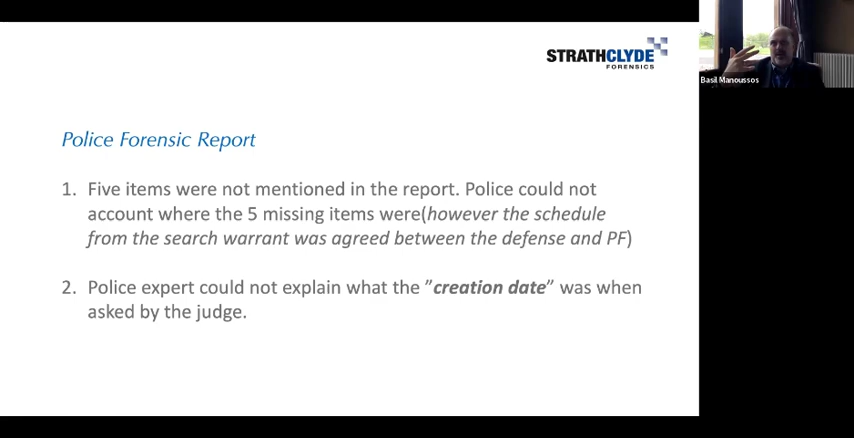 STRATHCLYDE
FORENSICS
Basil Manoussos
Police Forensic Report
1. Five items were not mentioned in the report. Police could not
account where the 5 missing items were(however the schedule
from the search warrant was agreed between the defense and PF)
2. Police expert could not explain what the ”creation date” was when
asked by the judge.